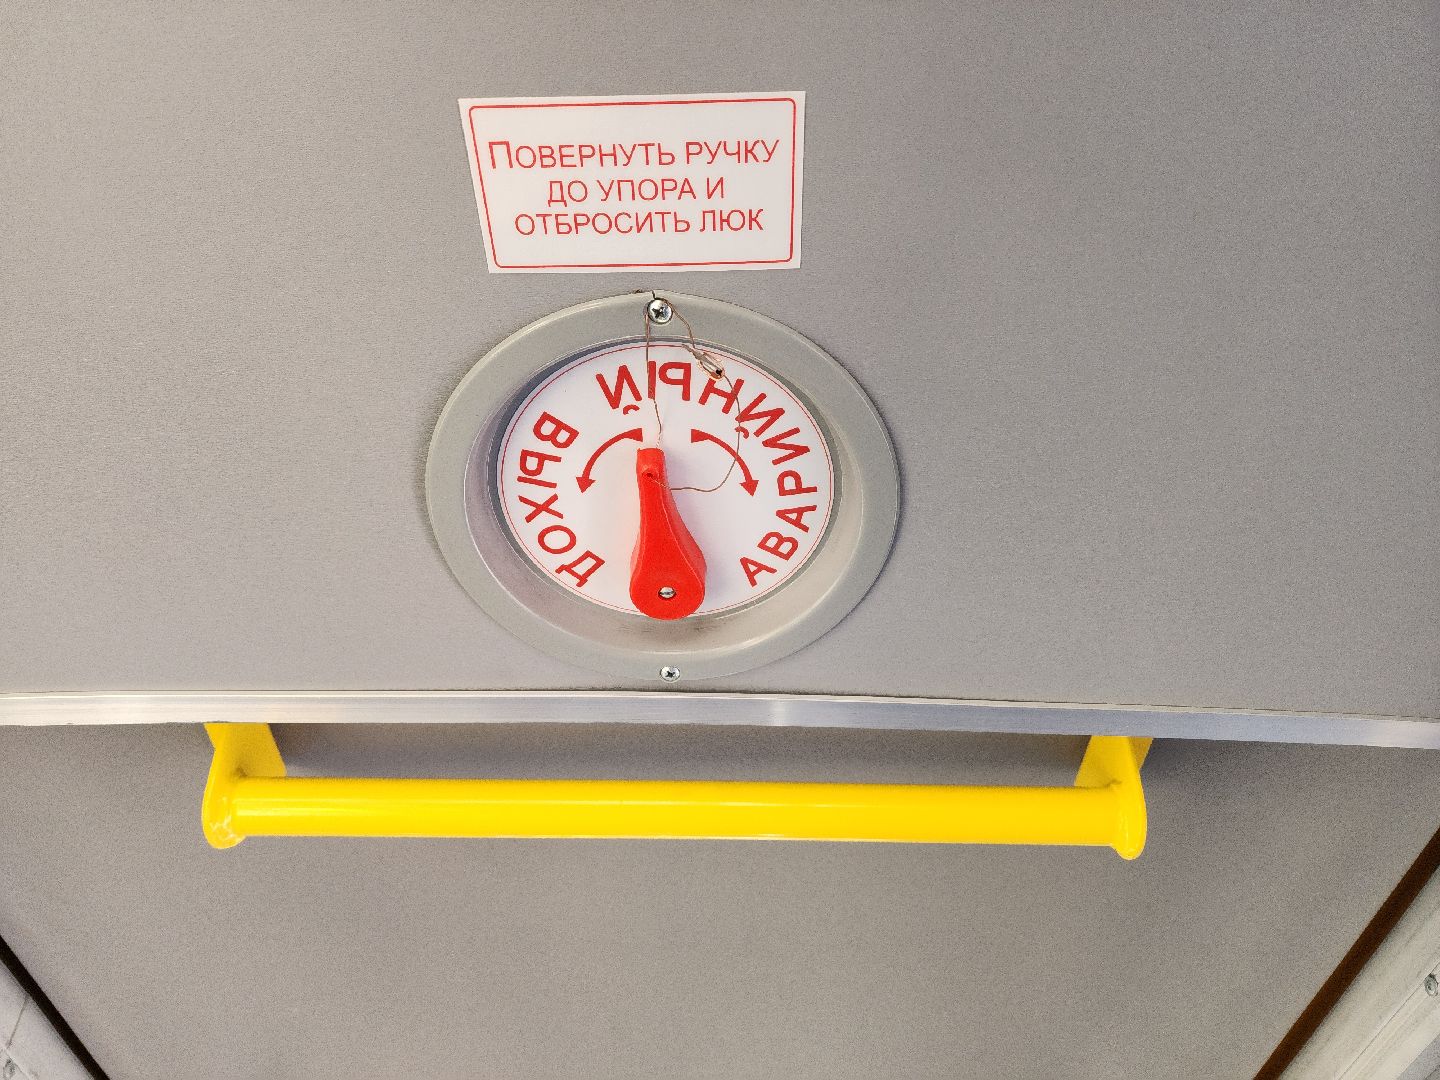 ПОВЕРНУТЬ РУЧКУ
ДО УПОРА И
ОТБРОСИТЬ ЛЮК
АВАРИЙНЫЙ ВЫХОД